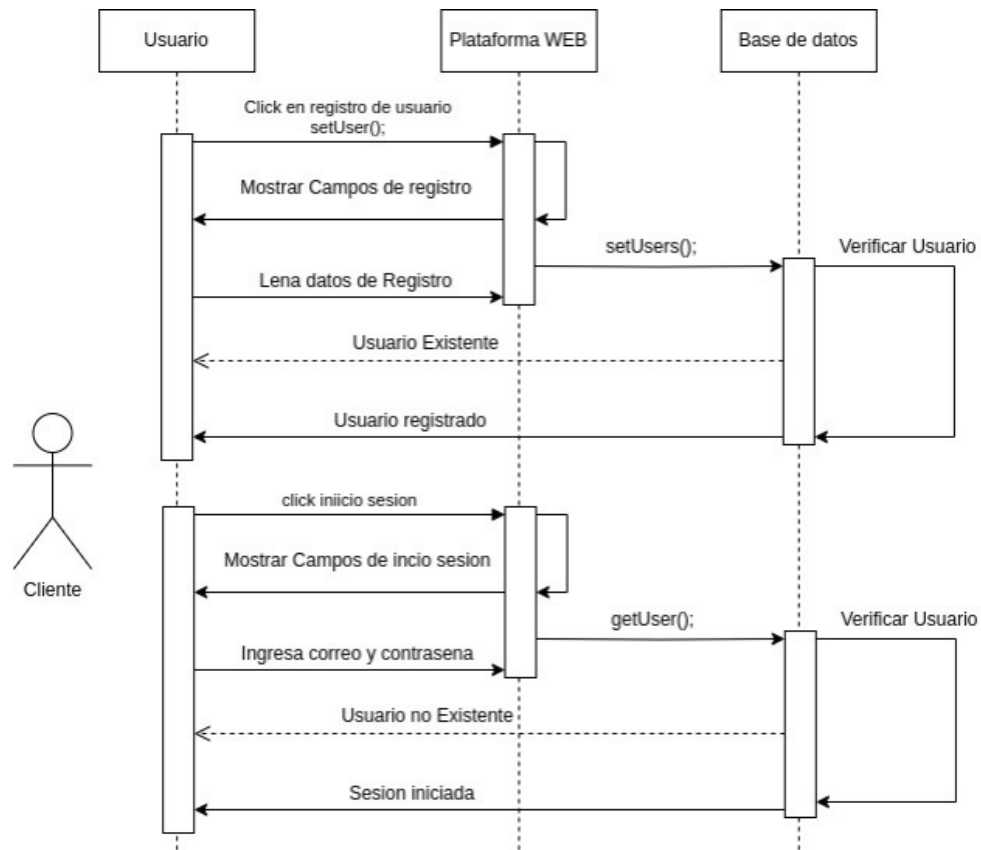 Usuario
Plataforma WEB
Base de datos
Click en registro de usuario
setUser();
Mostrar Campos de registro
setUsers();
Verificar Usuario
Lena datos de Registro
Usuario Existente
Usuario registrado
click iniicio sesion
Mostrar Campos de incio sesion
Cliente
getUser();
Verificar Usuario
Ingresa correo y contrasena
Usuario no Existente
Sesion iniciada